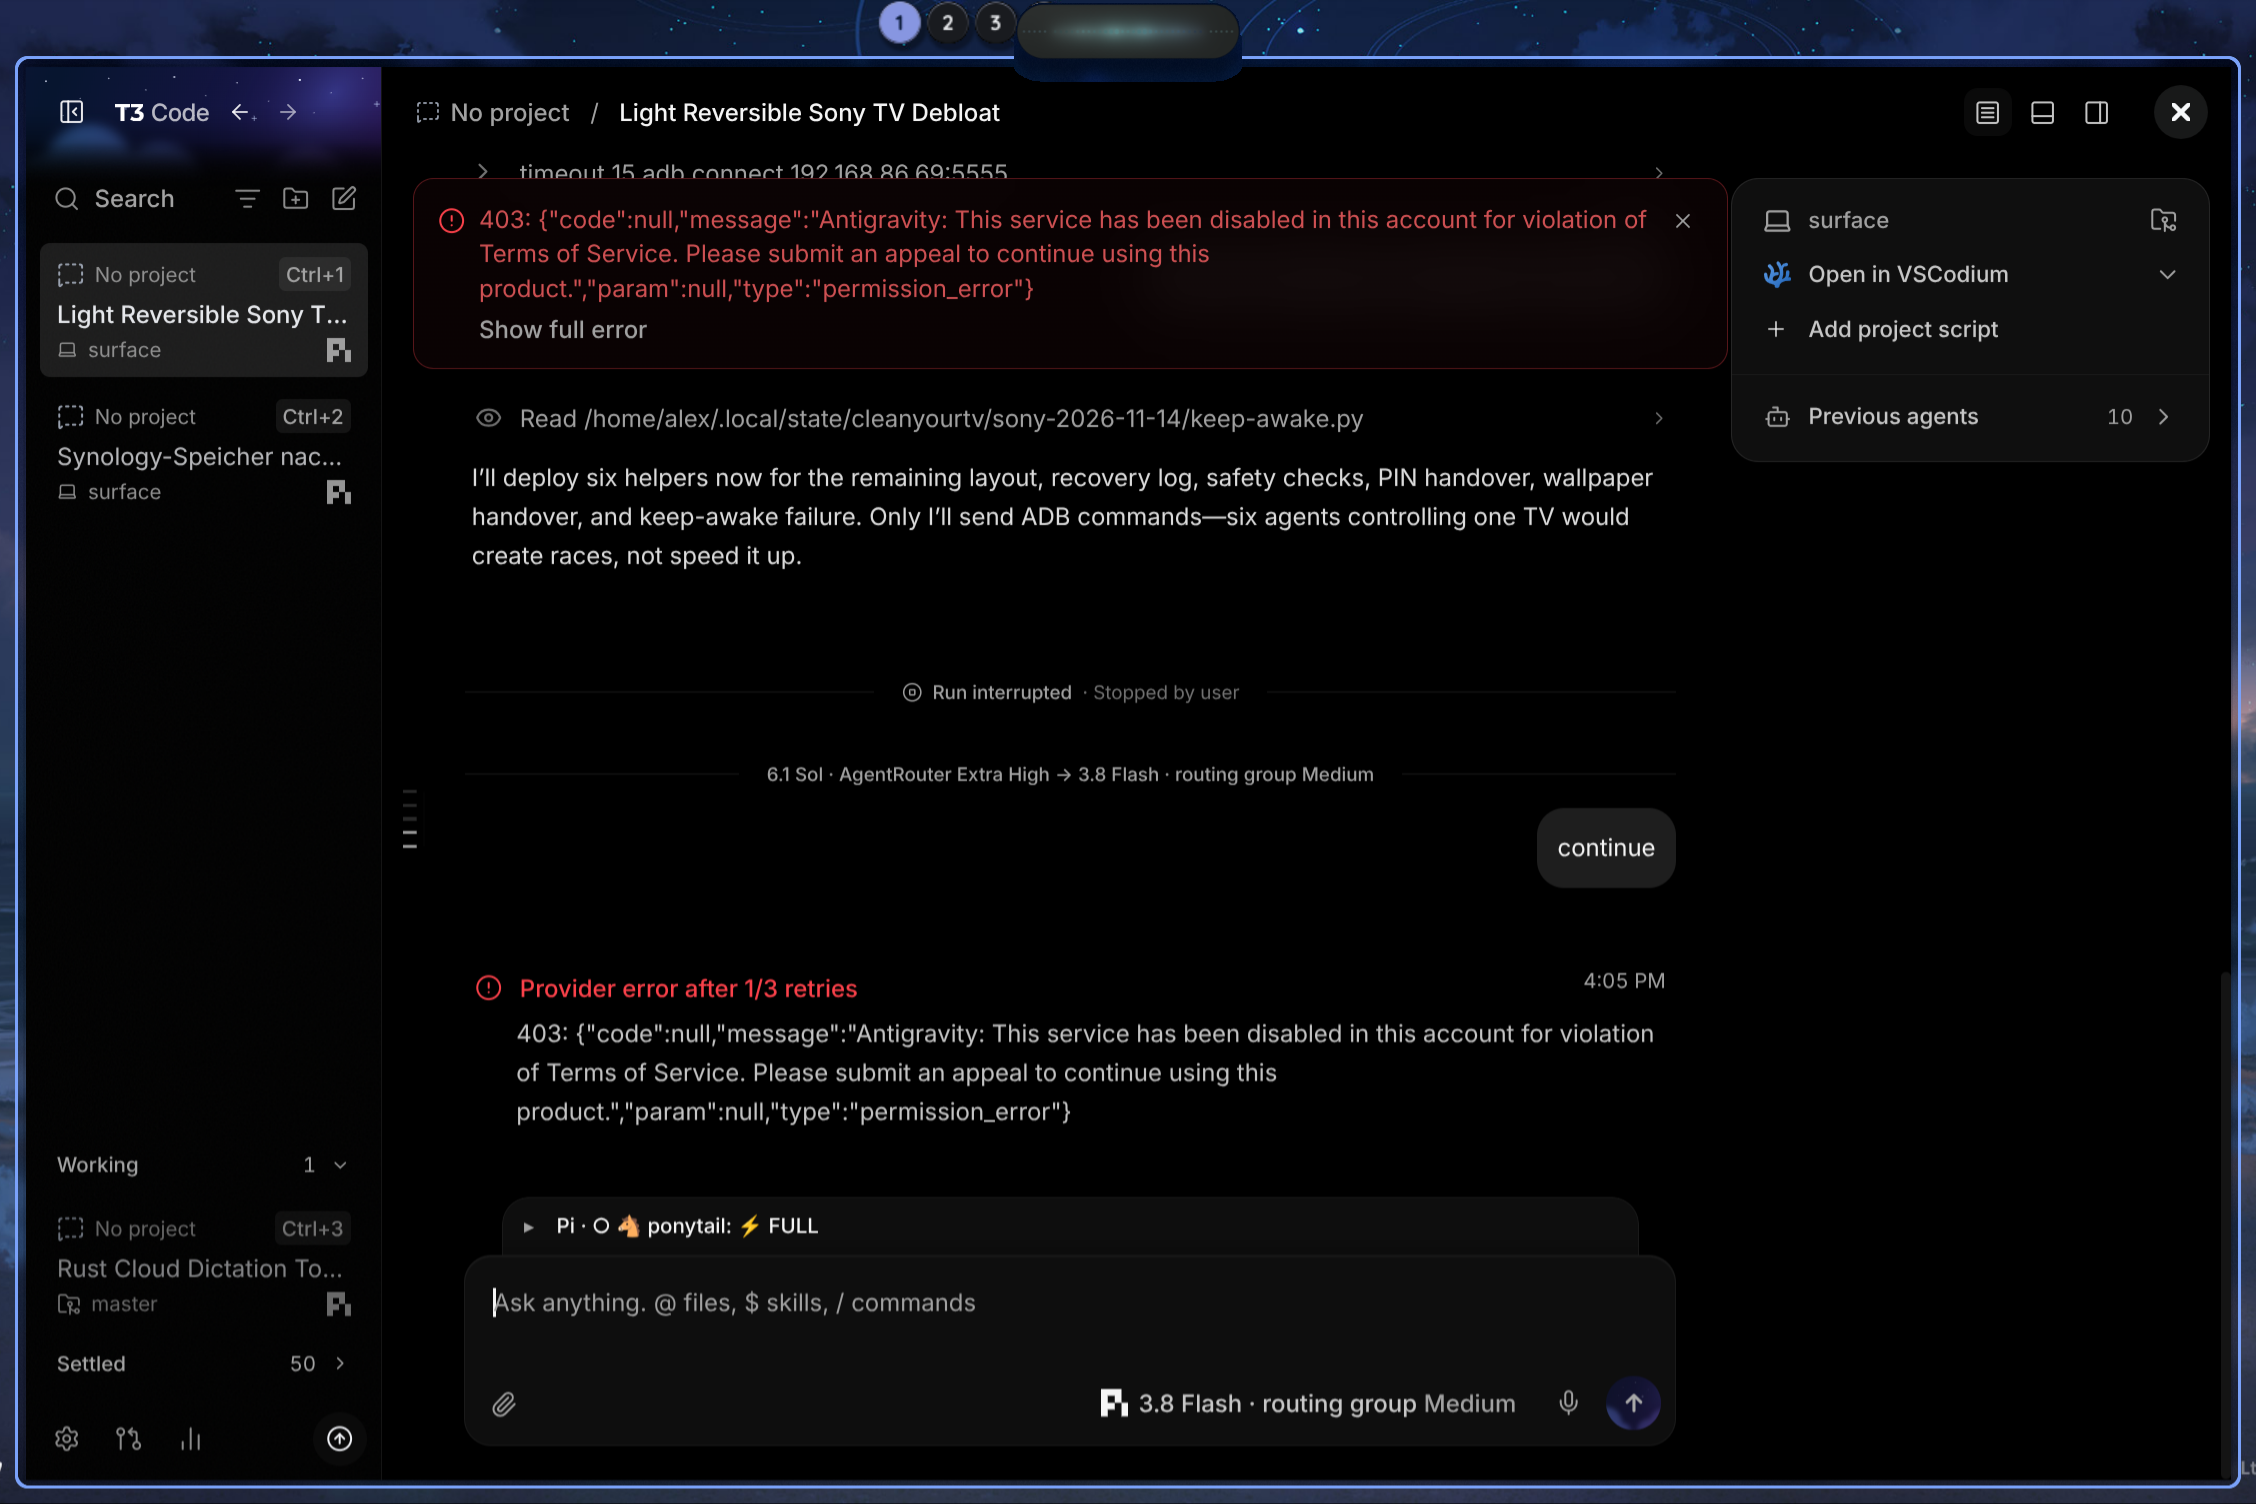 1 2 3
T3 Code
No project / Light Reversible Sony TV Debloat
Search
No project Ctrl+1
Light Reversible Sony T...
surface
No project Ctrl+2
Synology-Speicher nac...
surface
timeout 15 adb connect 192.168.86.69:5555
403: {"code":null,"message":"Antigravity: This service has been disabled in this account for violation of
Terms of Service. Please submit an appeal to continue using this
product.","param":null,"type":"permission_error"}
Show full error
surface
Open in VSCodium
Add project script
Previous agents 10
Read /home/alex/.local/state/cleanyourtv/sony-2026-11-14/keep-awake.py
I’ll deploy six helpers now for the remaining layout, recovery log, safety checks, PIN handover, wallpaper
handover, and keep-awake failure. Only I’ll send ADB commands—six agents controlling one TV would
create races, not speed it up.
Run interrupted · Stopped by user
6.1 Sol · AgentRouter Extra High → 3.8 Flash · routing group Medium
continue
Provider error after 1/3 retries
4:05 PM
403: {"code":null,"message":"Antigravity: This service has been disabled in this account for violation
of Terms of Service. Please submit an appeal to continue using this
product.","param":null,"type":"permission_error"}
Working 1
No project Ctrl+3
Rust Cloud Dictation To...
master
Settled 50
Pi · O 🐴 ponytail: ⚡ FULL
Ask anything. @ files, $ skills, / commands
3.8 Flash · routing group Medium